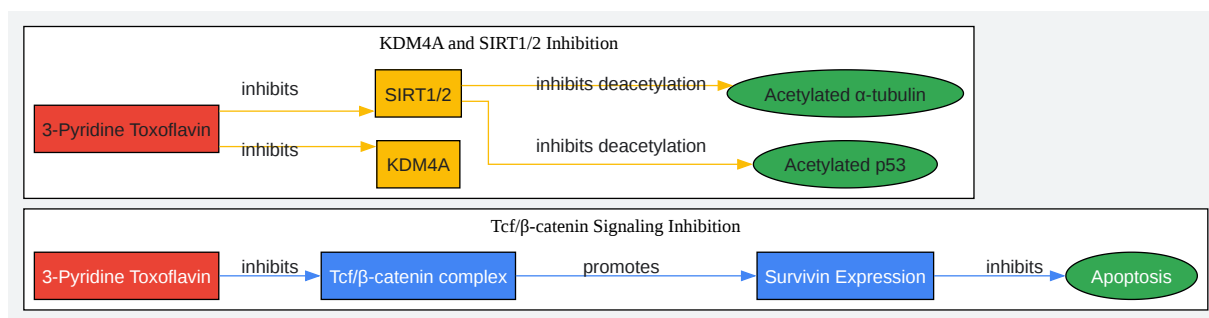 KDM4A and SIRT1/2 Inhibition
inhibits
SIRT1/2
inhibits deacetylation
Acetylated α-tubulin
3-Pyridine Toxoflavin
inhibits
KDM4A
inhibits deacetylation
Acetylated p53
Tcf/β-catenin Signaling Inhibition
3-Pyridine Toxoflavin
inhibits
Tcf/β-catenin complex
promotes
Survivin Expression
inhibits
Apoptosis